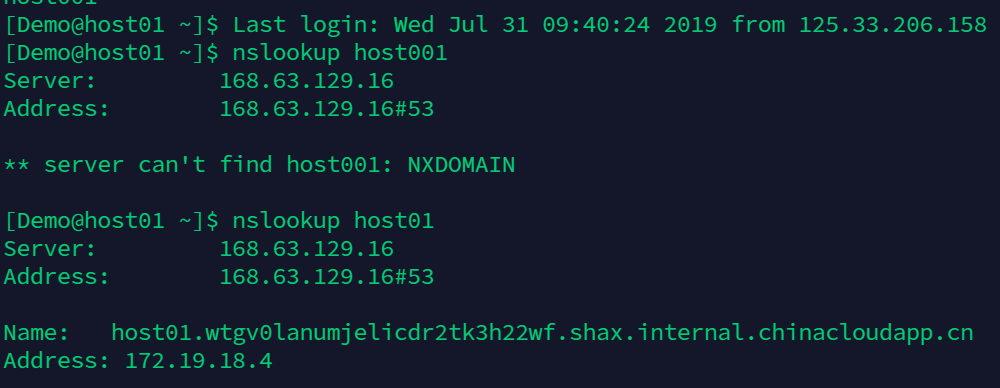 host001
[Demo@host01 ~]$ Last login: Wed Jul 31 09:40:24 2019 from 125.33.206.158
[Demo@host01 ~]$ nslookup host001
Server:         168.63.129.16
Address:        168.63.129.16#53
** server can't find host001: NXDOMAIN
[Demo@host01 ~]$ nslookup host01
Server:         168.63.129.16
Address:        168.63.129.16#53
Name:   host01.wtgv0lanumjelicdr2tk3h22wf.shax.internal.chinacloudapp.cn
Address: 172.19.18.4